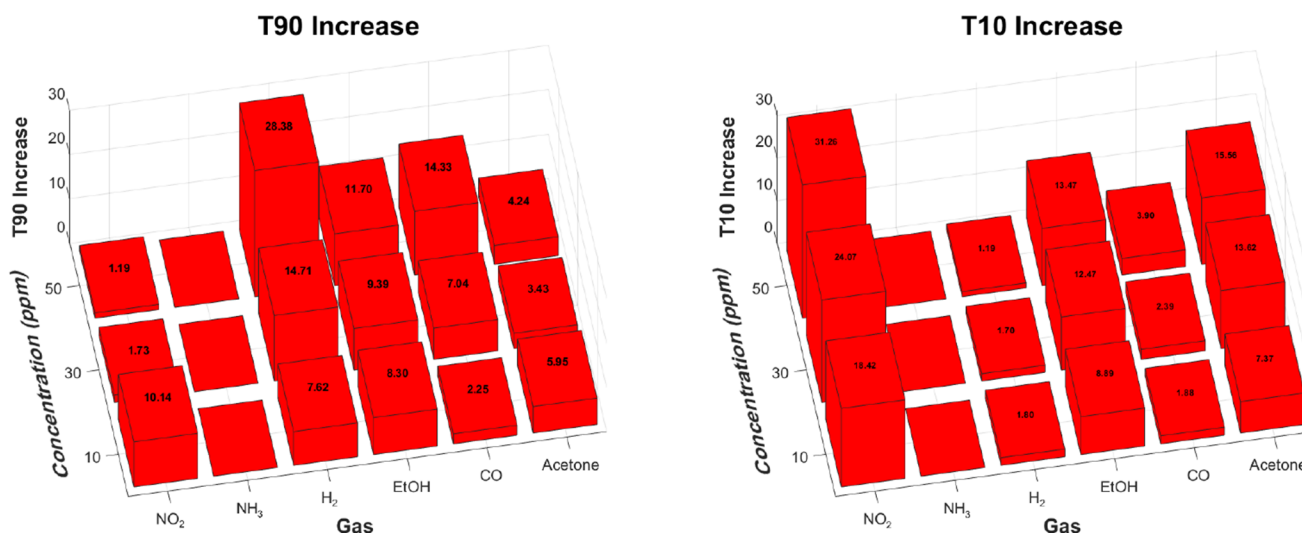 T90 Increase
30
20
10
0
T90 Increase
50
30
10
Concentration (ppm)
28.38
11.70
14.33
4.24
1.19
14.71
9.39
7.04
3.43
1.73
10.14
7.62
8.30
2.25
5.95
NO₂
NH₃
H₂
EtOH
CO
Acetone
Gas
T10 Increase
30
20
10
0
T10 Increase
50
30
10
Concentration (ppm)
31.26
1.19
13.47
3.90
15.56
24.07
1.70
12.47
2.39
13.62
18.42
1.80
8.89
1.88
7.37
NO₂
NH₃
H₂
EtOH
CO
Acetone
Gas